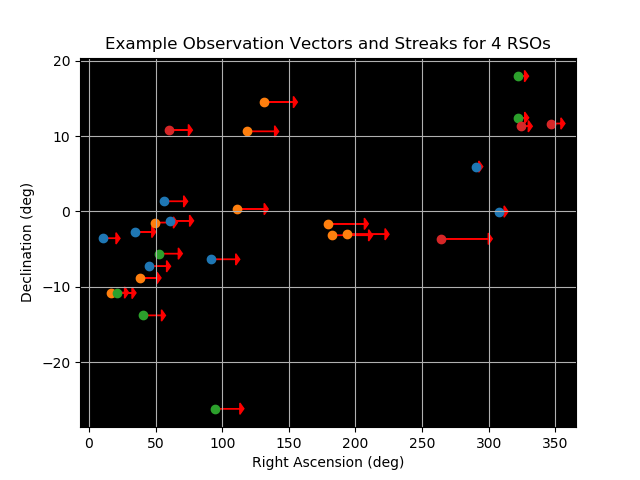 Example Observation Vectors and Streaks for 4 RSOs
20
10
0
−10
−20
Declination (deg)
0 50 100 150 200 250 300 350
Right Ascension (deg)